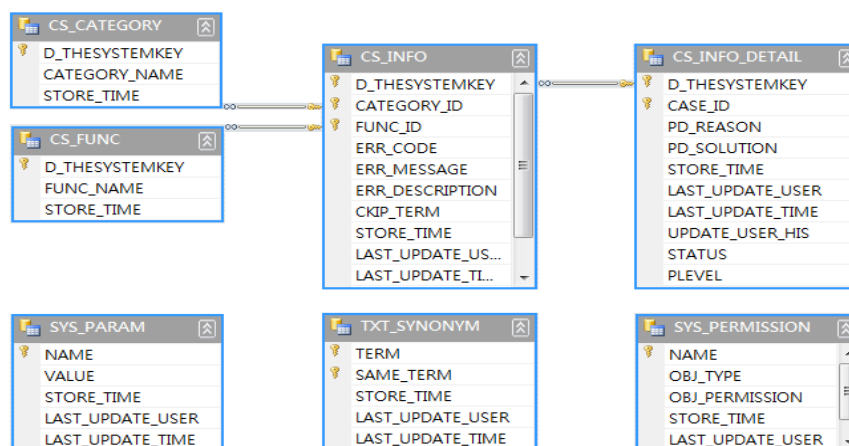 CS_CATEGORY
D_THESYSTEMKEY
CATEGORY_NAME
STORE_TIME
CS_FUNC
D_THESYSTEMKEY
FUNC_NAME
STORE_TIME
CS_INFO
D_THESYSTEMKEY
CATEGORY_ID
FUNC_ID
ERR_CODE
ERR_MESSAGE
ERR_DESCRIPTION
CKIP_TERM
STORE_TIME
LAST_UPDATE_US...
LAST_UPDATE_TI...
CS_INFO_DETAIL
D_THESYSTEMKEY
CASE_ID
PD_REASON
PD_SOLUTION
STORE_TIME
LAST_UPDATE_USER
LAST_UPDATE_TIME
UPDATE_USER_HIS
STATUS
PLEVEL
SYS_PARAM
NAME
VALUE
STORE_TIME
LAST_UPDATE_USER
LAST_UPDATE_TIME
TXT_SYNONYM
TERM
SAME_TERM
STORE_TIME
LAST_UPDATE_USER
LAST_UPDATE_TIME
SYS_PERMISSION
NAME
OBJ_TYPE
OBJ_PERMISSION
STORE_TIME
LAST_UPDATE_USER